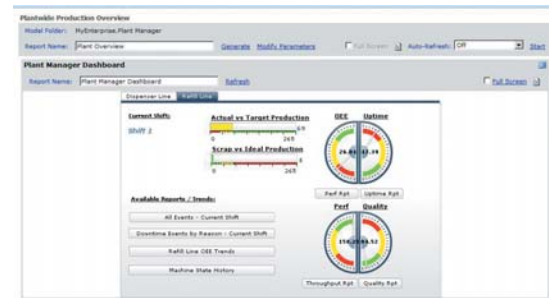 Plantwide Production Overview
Model Folder: MyEnterprise.Plant Manager
Report Name: Plant Overview Generate Modify Parameters Full Screen Auto-Refresh: Off Start
Plant Manager Dashboard
Report Name: Plant Manager Dashboard Refresh Full Screen
Dispenser Line Refill Line
Current Shift:
Shift 1
Actual vs Target Production
0 265
Scrap vs Ideal Production
0 265
OEE Uptime
Perf Rpt Uptime Rpt
Perf Quality
Throughput Rpt Quality Rpt
Available Reports / Trends:
All Events - Current Shift
Downtime Events by Reason - Current Shift
Refill Line OEE Trends
Machine State History